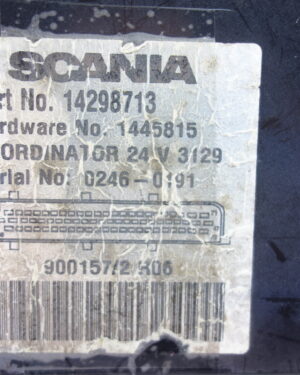 SCANIA
rt No. 14298713
rdware No. 1445815
ORDINATOR 24 V 3129
rial No: 0246-0191
900157/2 R06